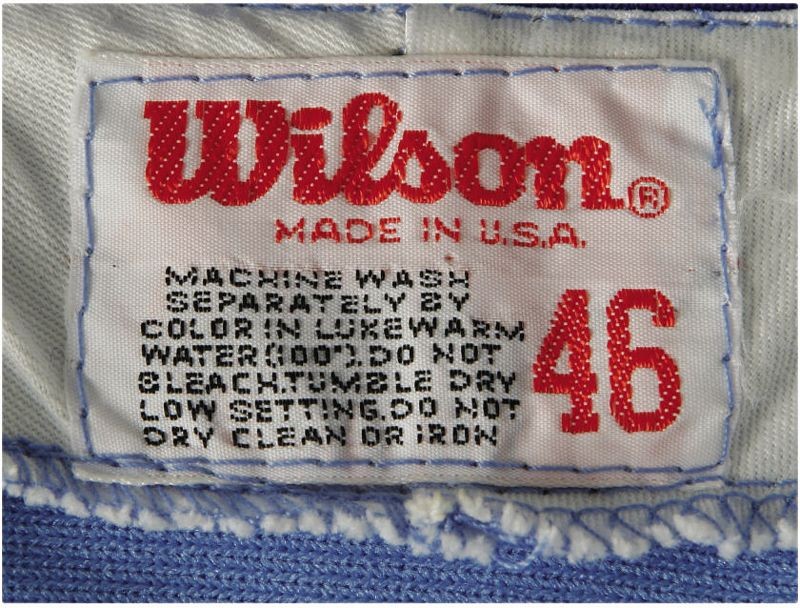 Wilson®
MADE IN U.S.A.
MACHINE WASH
SEPARATELY BY
COLOR IN LUKEWARM
WATER(100°). DO NOT
BLEACH.TUMBLE DRY
LOW SETTING.DO NOT
DRY CLEAN OR IRON
46